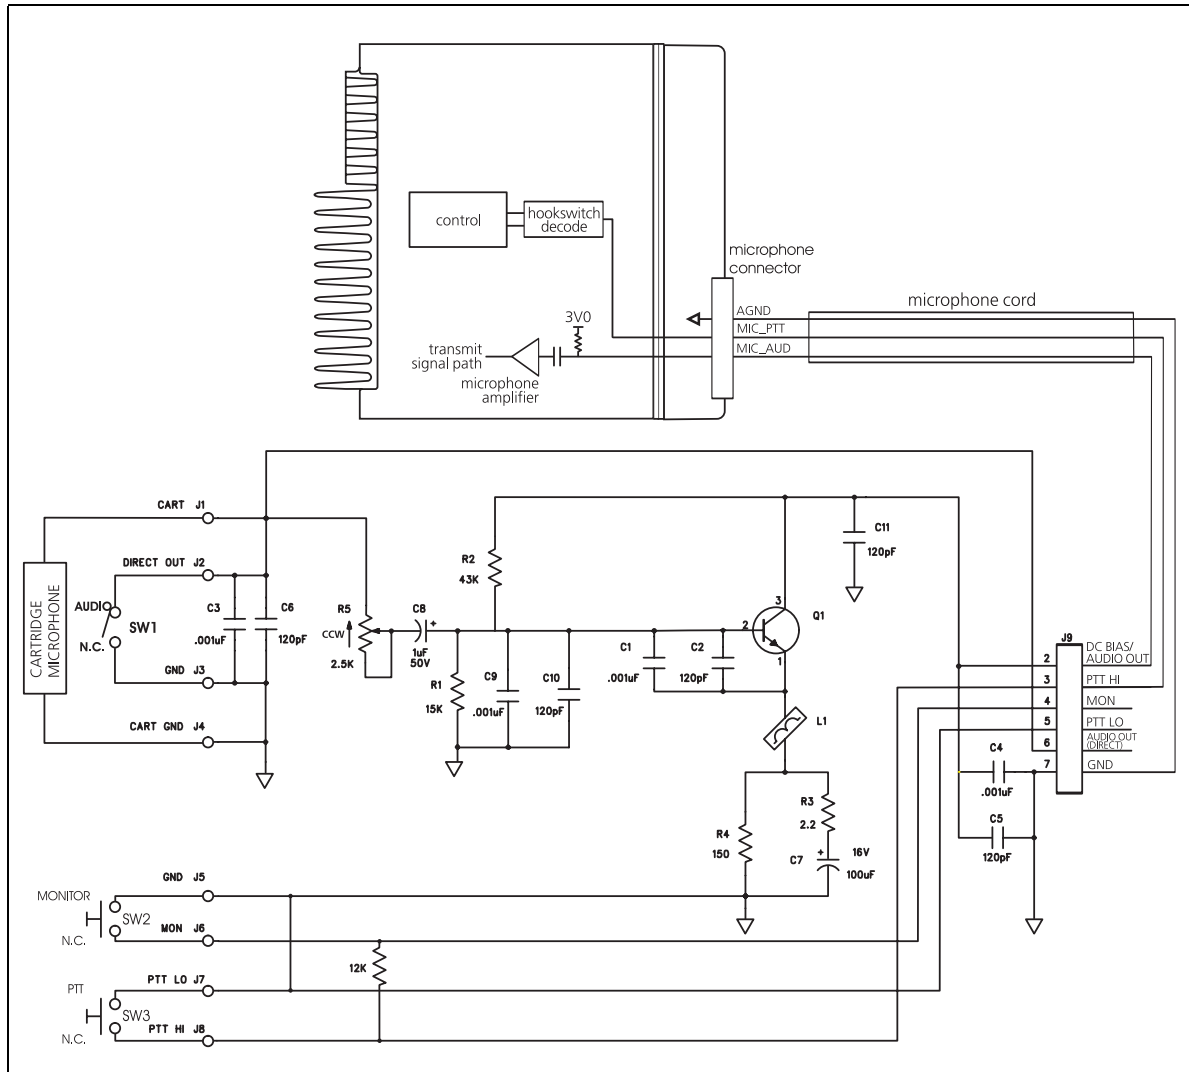 control
hookswitch
decode
microphone
connector
3V0
transmit
signal path
microphone
amplifier
AGND
MIC_PTT
MIC_AUD
microphone cord
CART J1
DIRECT OUT J2
CARTRIDGE
MICROPHONE
AUDIO
N.C.
SW1
GND J3
CART GND J4
C3
.001uF
C6
120pF
R5
CCW
2.5K
C8
+
1uF
50V
R2
43K
R1
15K
C9
.001uF
C10
120pF
C1
.001uF
C2
120pF
3
2
1
Q1
C11
120pF
L1
R3
2.2
R4
150
C7
+
16V
100uF
J9
2 DC BIAS/
AUDIO OUT
3 PTT HI
4 MON
5 PTT LO
6 AUDIO OUT
(DIRECT)
7 GND
C4
.001uF
C5
120pF
MONITOR
GND J5
SW2
N.C.
MON J6
12K
PTT
PTT LO J7
SW3
N.C.
PTT HI J8